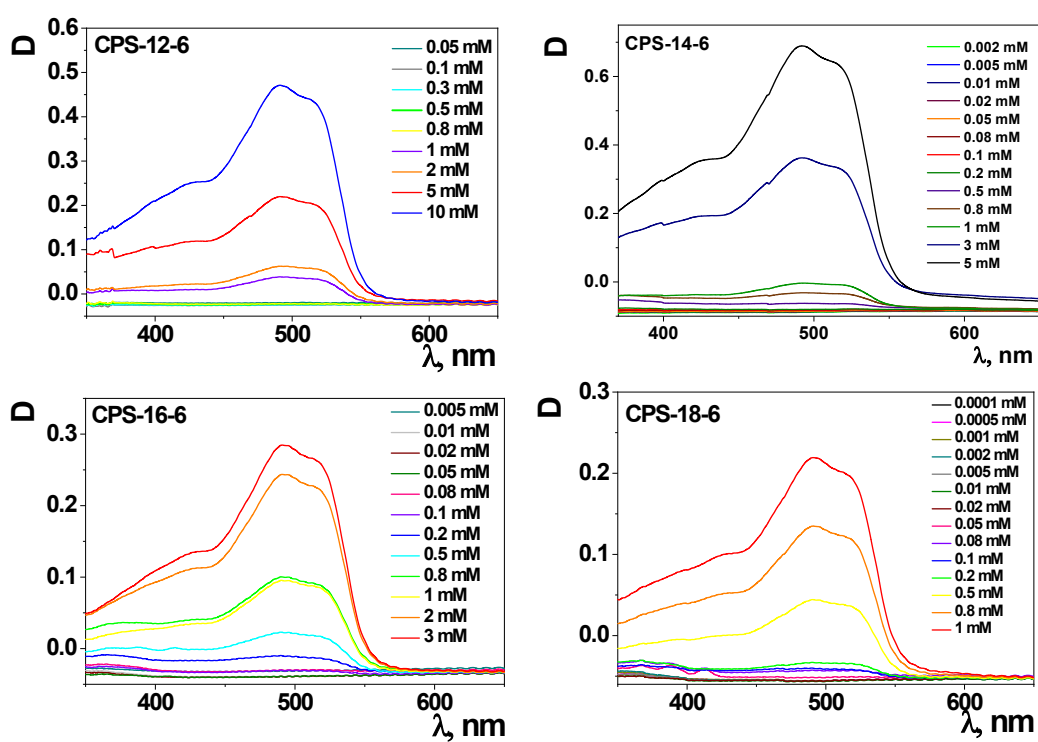 D
CPS-12-6
0.6
0.5
0.4
0.3
0.2
0.1
0.0
0.05 mM
0.1 mM
0.3 mM
0.5 mM
0.8 mM
1 mM
2 mM
5 mM
10 mM
400 500 600
λ, nm
D
CPS-14-6
0.6
0.4
0.2
0.0
0.002 mM
0.005 mM
0.01 mM
0.02 mM
0.05 mM
0.08 mM
0.1 mM
0.2 mM
0.5 mM
0.8 mM
1 mM
3 mM
5 mM
400 500 600
λ, nm
D
CPS-16-6
0.3
0.2
0.1
0.0
0.005 mM
0.01 mM
0.02 mM
0.05 mM
0.08 mM
0.1 mM
0.2 mM
0.5 mM
0.8 mM
1 mM
2 mM
3 mM
400 500 600
λ, nm
D
CPS-18-6
0.3
0.2
0.1
0.0
0.0001 mM
0.0005 mM
0.001 mM
0.002 mM
0.005 mM
0.01 mM
0.02 mM
0.05 mM
0.08 mM
0.1 mM
0.2 mM
0.5 mM
0.8 mM
1 mM
400 500 600
λ, nm